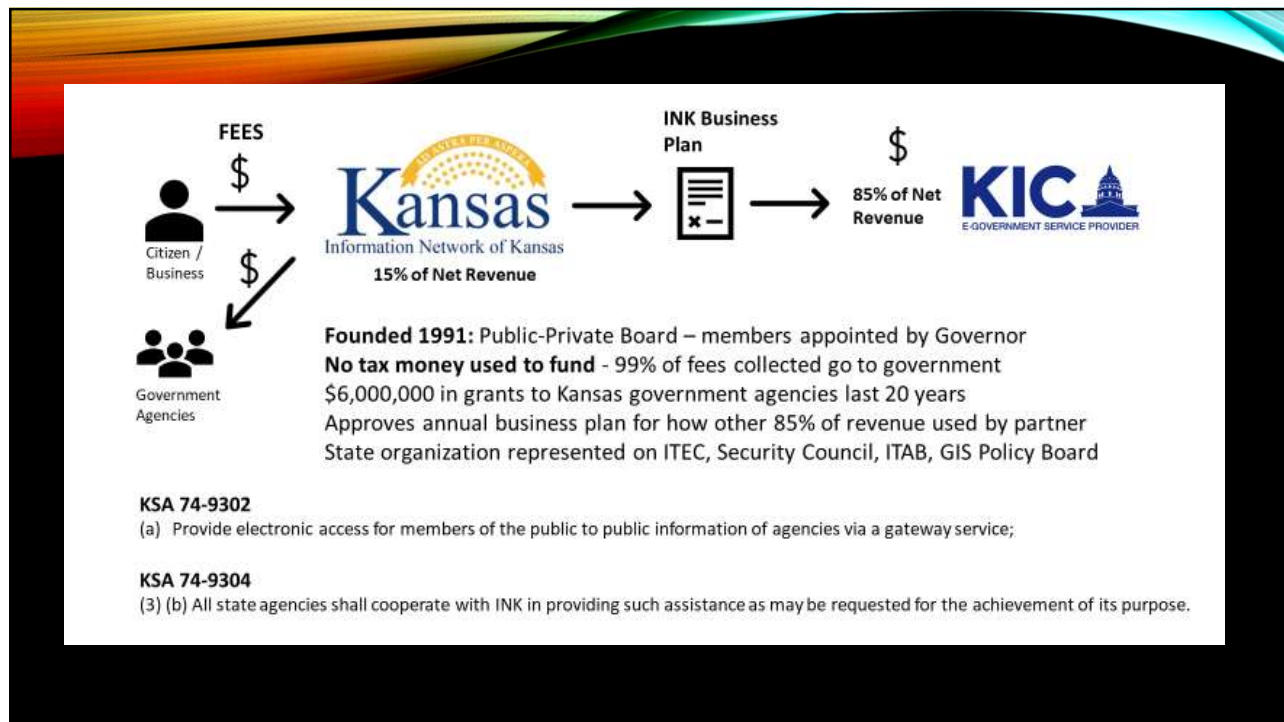 FEES
$
AD ASTRA PER ASPERA
Kansas
Information Network of Kansas
15% of Net Revenue
INK Business
Plan
$
85% of Net
Revenue
KIC
E-GOVERNMENT SERVICE PROVIDER
Citizen /
Business
$
Government
Agencies
Founded 1991: Public-Private Board – members appointed by Governor
No tax money used to fund - 99% of fees collected go to government
$6,000,000 in grants to Kansas government agencies last 20 years
Approves annual business plan for how other 85% of revenue used by partner
State organization represented on ITEC, Security Council, ITAB, GIS Policy Board
KSA 74-9302
(a) Provide electronic access for members of the public to public information of agencies via a gateway service;
KSA 74-9304
(3) (b) All state agencies shall cooperate with INK in providing such assistance as may be requested for the achievement of its purpose.